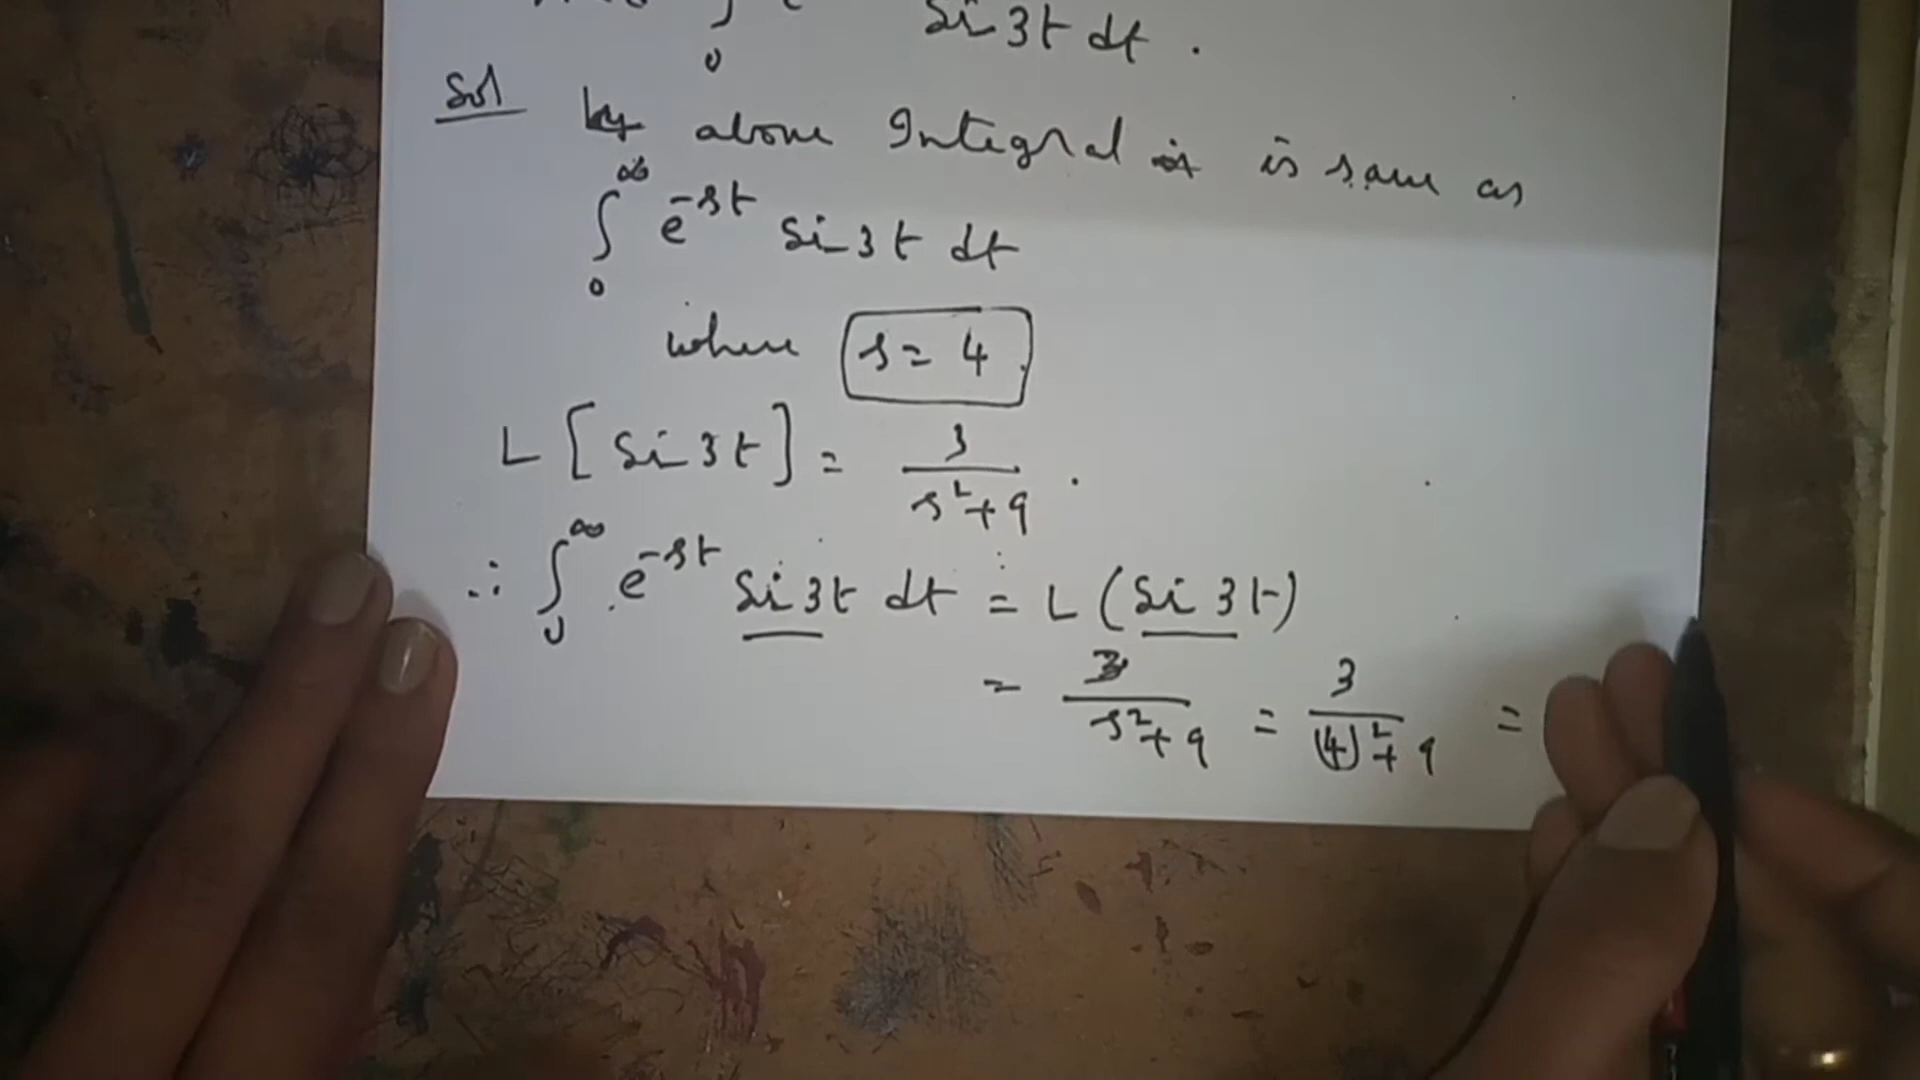 ∫₀ sin 3t dt .
Sol by above Integral is same as
∫₀^∞ e^-st sin 3t dt
where s = 4
L [sin 3t] = 3/(s²+9) .
∴ ∫₀^∞ e^-st sin 3t dt = L (sin 3t)
= 3/(s²+9) = 3/((4)²+9) =